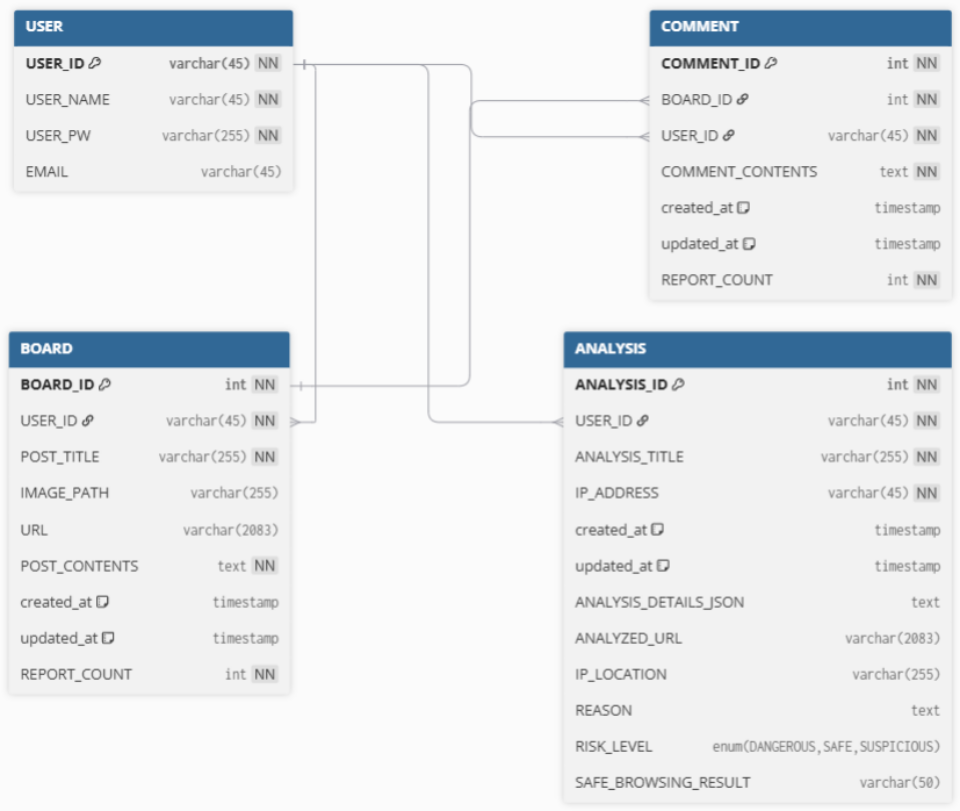 USER
USER_ID varchar(45) NN
USER_NAME varchar(45) NN
USER_PW varchar(255) NN
EMAIL varchar(45)
COMMENT
COMMENT_ID int NN
BOARD_ID int NN
USER_ID varchar(45) NN
COMMENT_CONTENTS text NN
created_at timestamp
updated_at timestamp
REPORT_COUNT int NN
BOARD
BOARD_ID int NN
USER_ID varchar(45) NN
POST_TITLE varchar(255) NN
IMAGE_PATH varchar(255)
URL varchar(2083)
POST_CONTENTS text NN
created_at timestamp
updated_at timestamp
REPORT_COUNT int NN
ANALYSIS
ANALYSIS_ID int NN
USER_ID varchar(45) NN
ANALYSIS_TITLE varchar(255) NN
IP_ADDRESS varchar(45) NN
created_at timestamp
updated_at timestamp
ANALYSIS_DETAILS_JSON text
ANALYZED_URL varchar(2083)
IP_LOCATION varchar(255)
REASON text
RISK_LEVEL enum(DANGEROUS,SAFE,SUSPICIOUS)
SAFE_BROWSING_RESULT varchar(50)